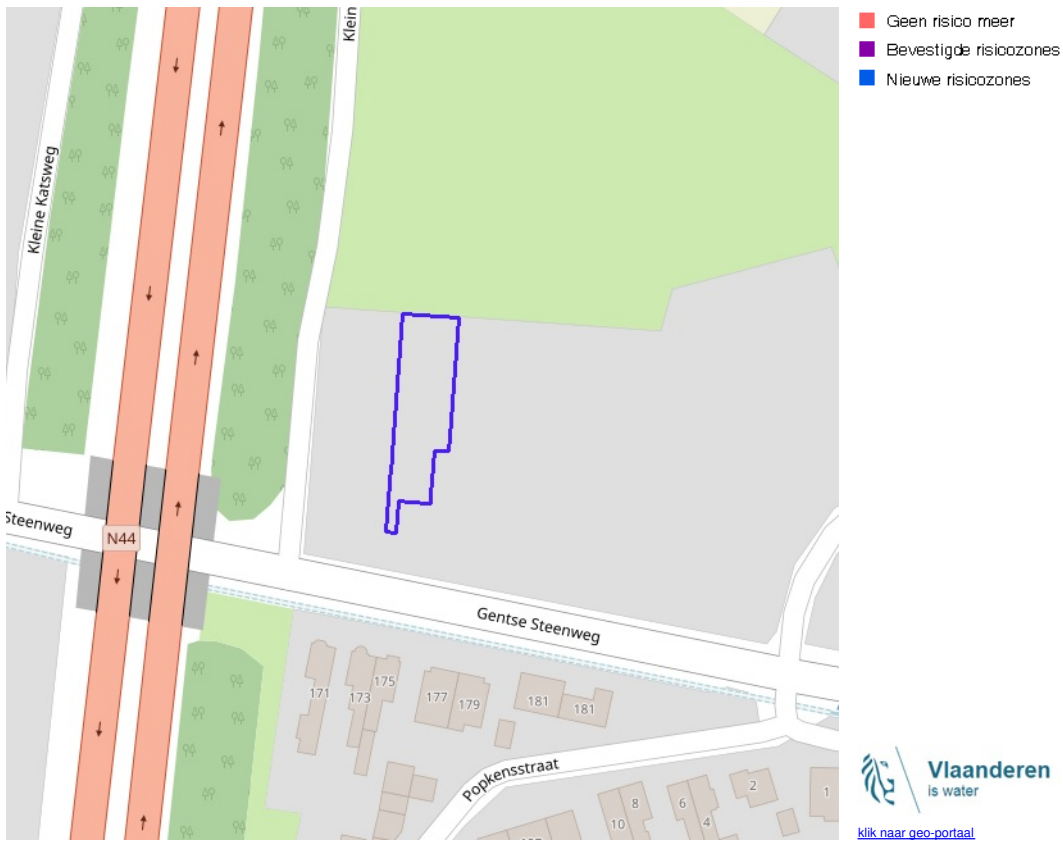 Geen risico meer
Bevestigde risicozones
Nieuwe risicozones
Klein
Kleine Katsweg
Steenweg
N44
Gentse Steenweg
171
173
175
177
179
181
181
Popkensstraat
8
10
6
4
2
1
Vlaanderen
is water
klik naar geo-portaal